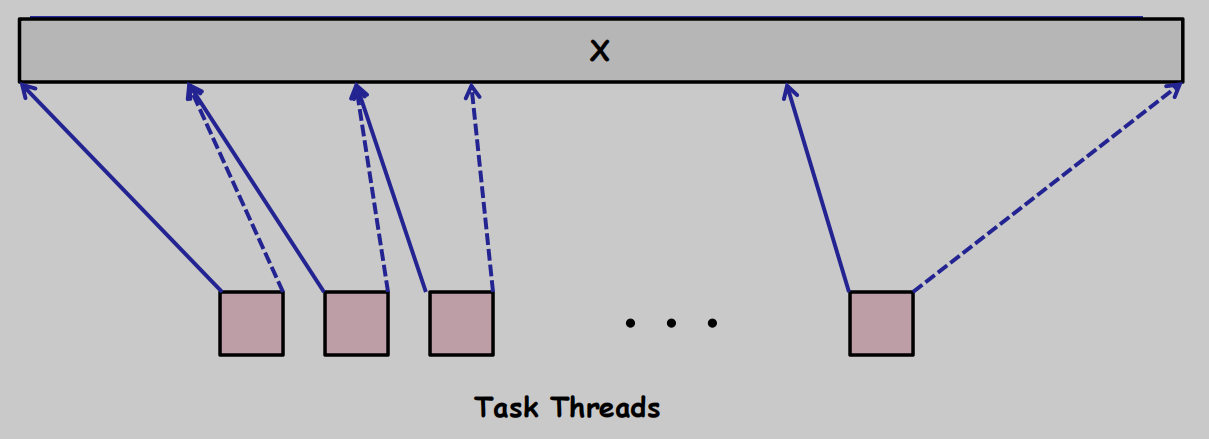 X
. . .
Task Threads